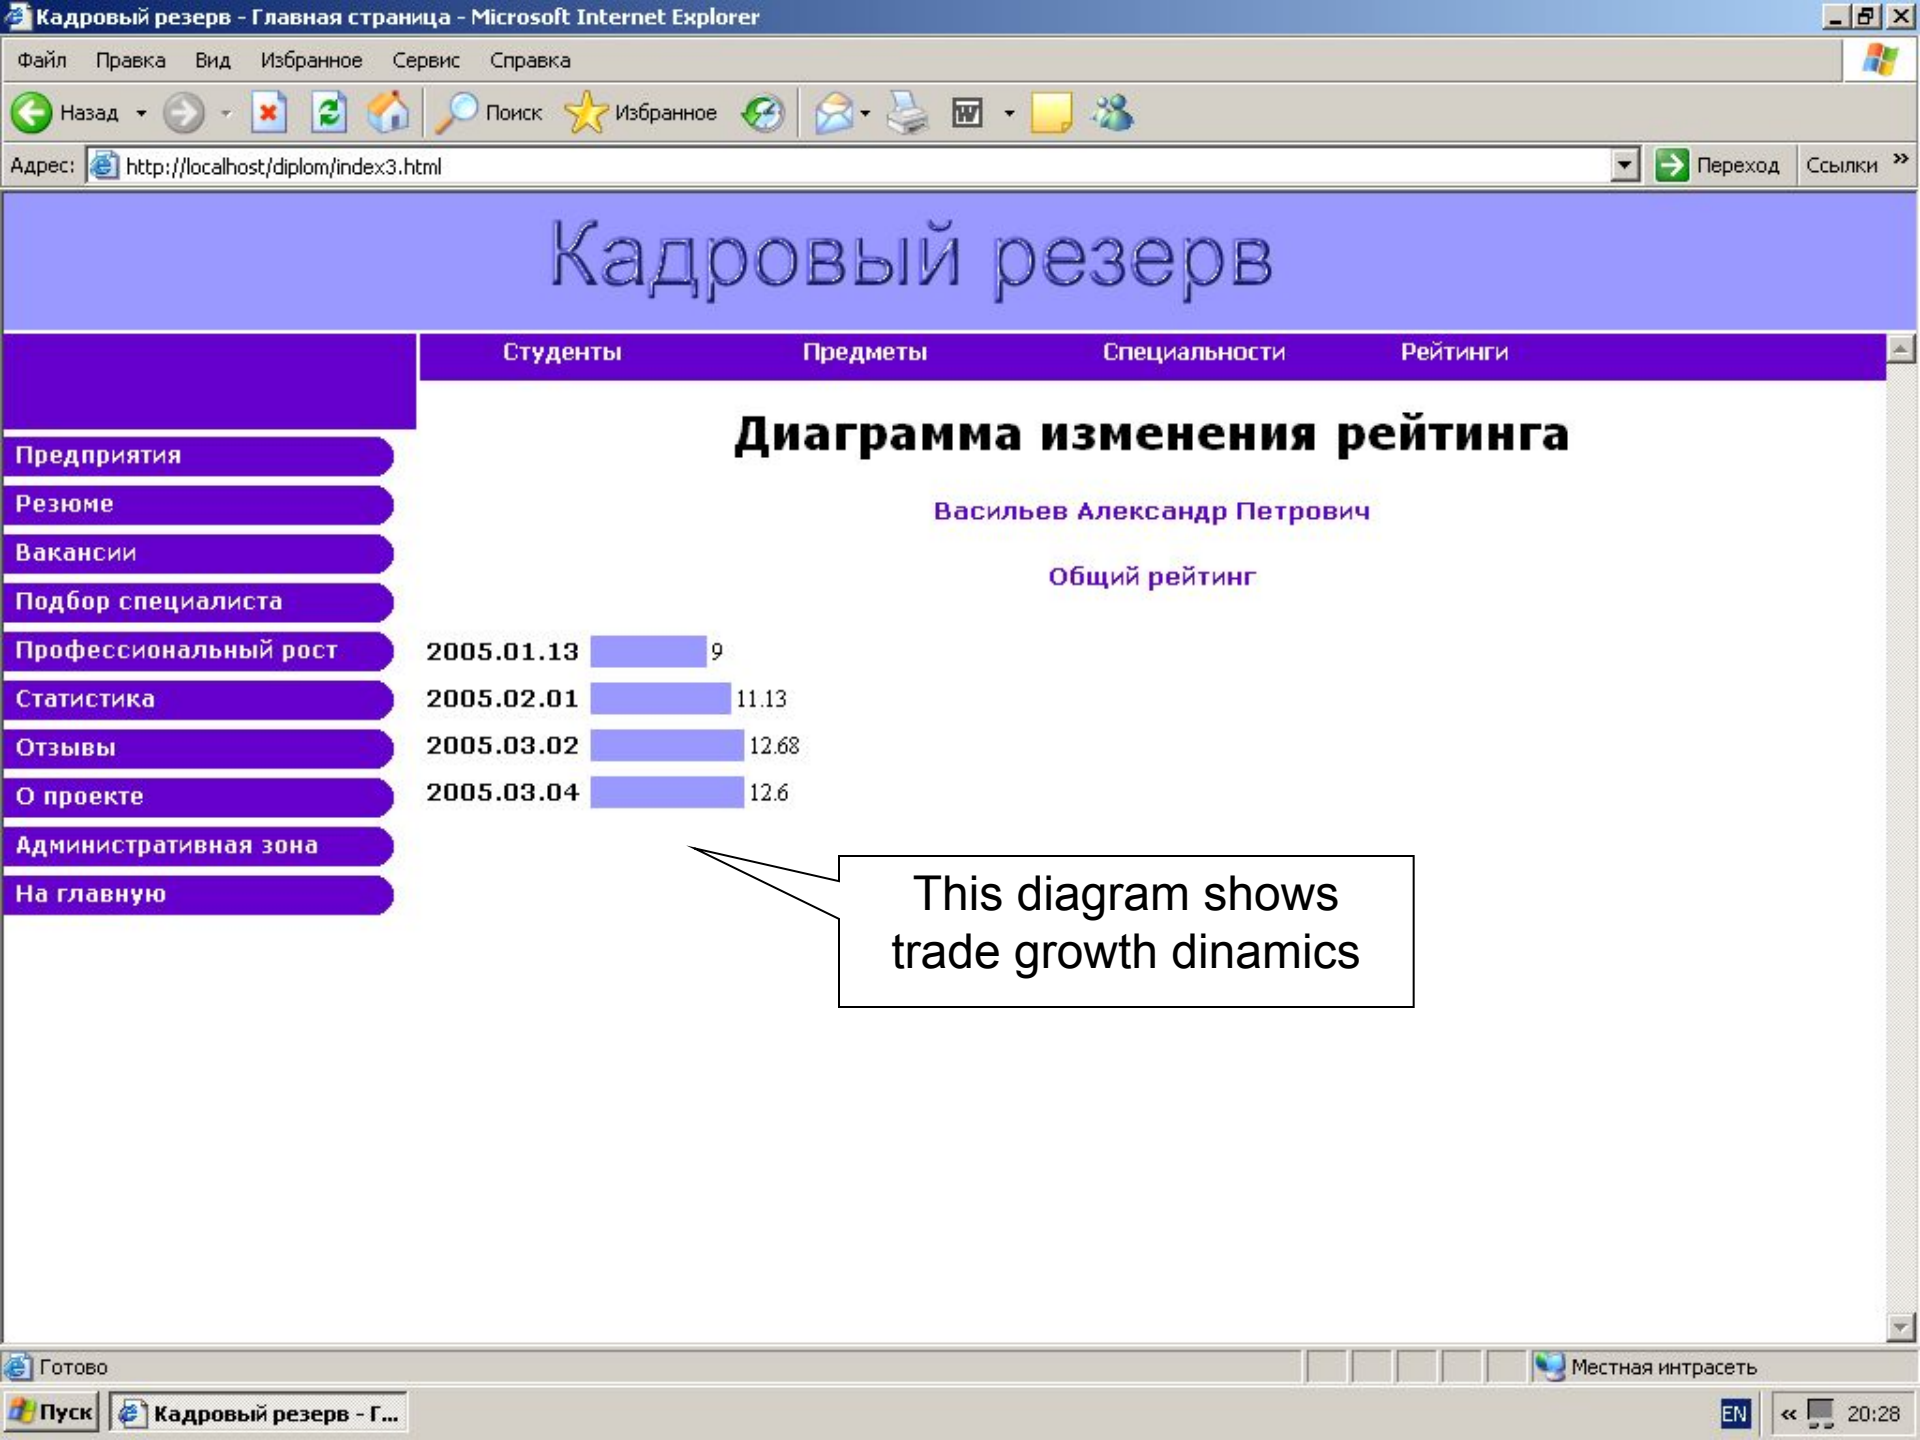 Кадровый резерв - Главная страница - Microsoft Internet Explorer
Файл Правка Вид Избранное Сервис Справка
Назад Поиск Избранное
Адрес: http://localhost/diplom/index3.html Переход Ссылки »
Кадровый резерв
Студенты Предметы Специальности Рейтинги
Предприятия
Резюме
Вакансии
Подбор специалиста
Профессиональный рост
Статистика
Отзывы
О проекте
Административная зона
На главную
Диаграмма изменения рейтинга
Васильев Александр Петрович
Общий рейтинг
2005.01.13 9
2005.02.01 11.13
2005.03.02 12.68
2005.03.04 12.6
This diagram shows
trade growth dinamics
Готово Местная интрасеть
Пуск Кадровый резерв - Г... EN « 20:28